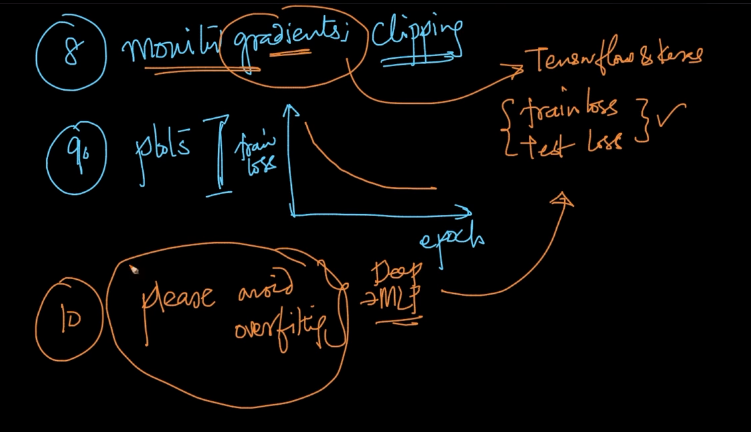 8 monitor gradients; clipping
Tensorflow & Keras
train loss
test loss
9. plots
train
loss
epoch
10 please avoid
overfitting
Deep
→MLP